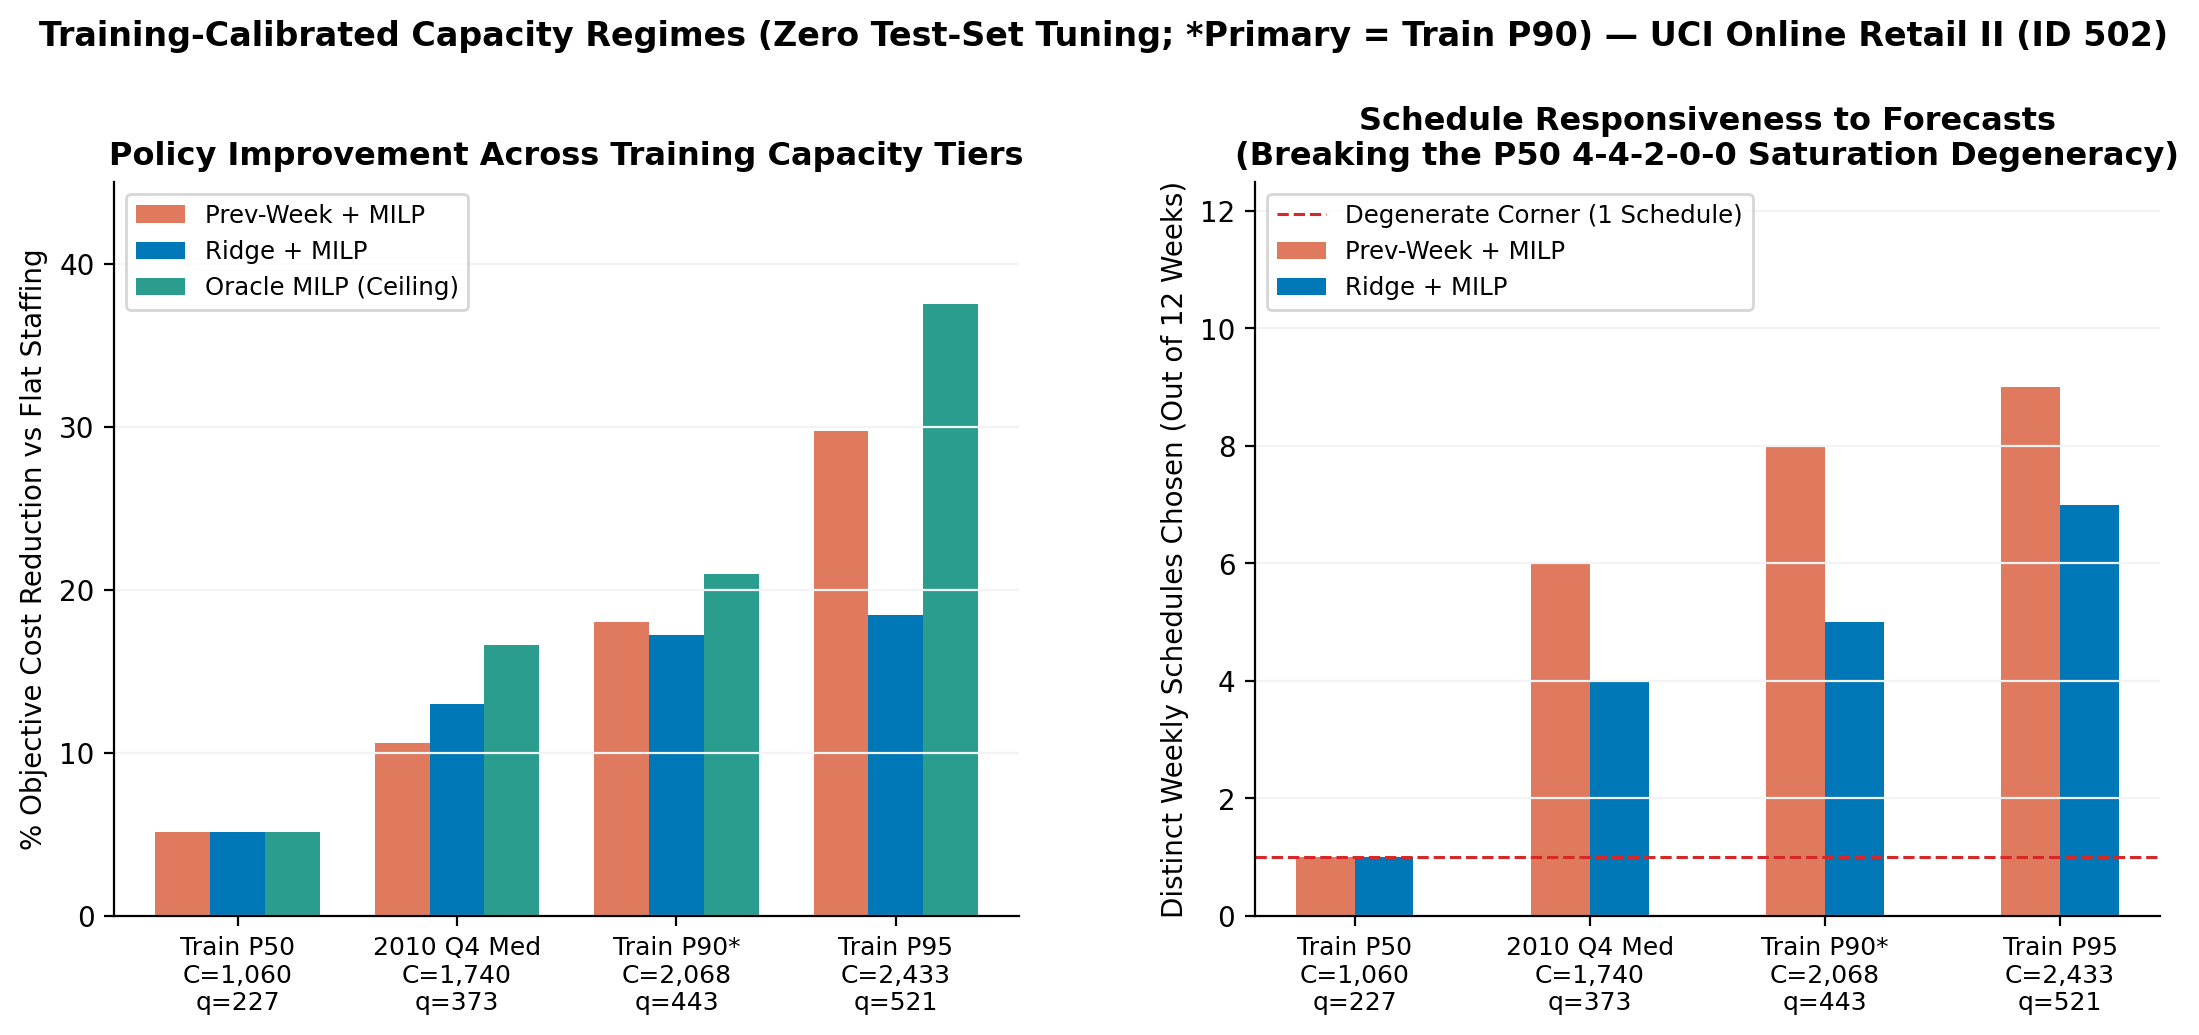 Training-Calibrated Capacity Regimes (Zero Test-Set Tuning; *Primary = Train P90) — UCI Online Retail II (ID 502)
Policy Improvement Across Training Capacity Tiers
% Objective Cost Reduction vs Flat Staffing
Prev-Week + MILP
Ridge + MILP
Oracle MILP (Ceiling)
40
30
20
10
0
Train P50
C=1,060
q=227
2010 Q4 Med
C=1,740
q=373
Train P90*
C=2,068
q=443
Train P95
C=2,433
q=521
Schedule Responsiveness to Forecasts
(Breaking the P50 4-4-2-0-0 Saturation Degeneracy)
Distinct Weekly Schedules Chosen (Out of 12 Weeks)
Degenerate Corner (1 Schedule)
Prev-Week + MILP
Ridge + MILP
12
10
8
6
4
2
0
Train P50
C=1,060
q=227
2010 Q4 Med
C=1,740
q=373
Train P90*
C=2,068
q=443
Train P95
C=2,433
q=521